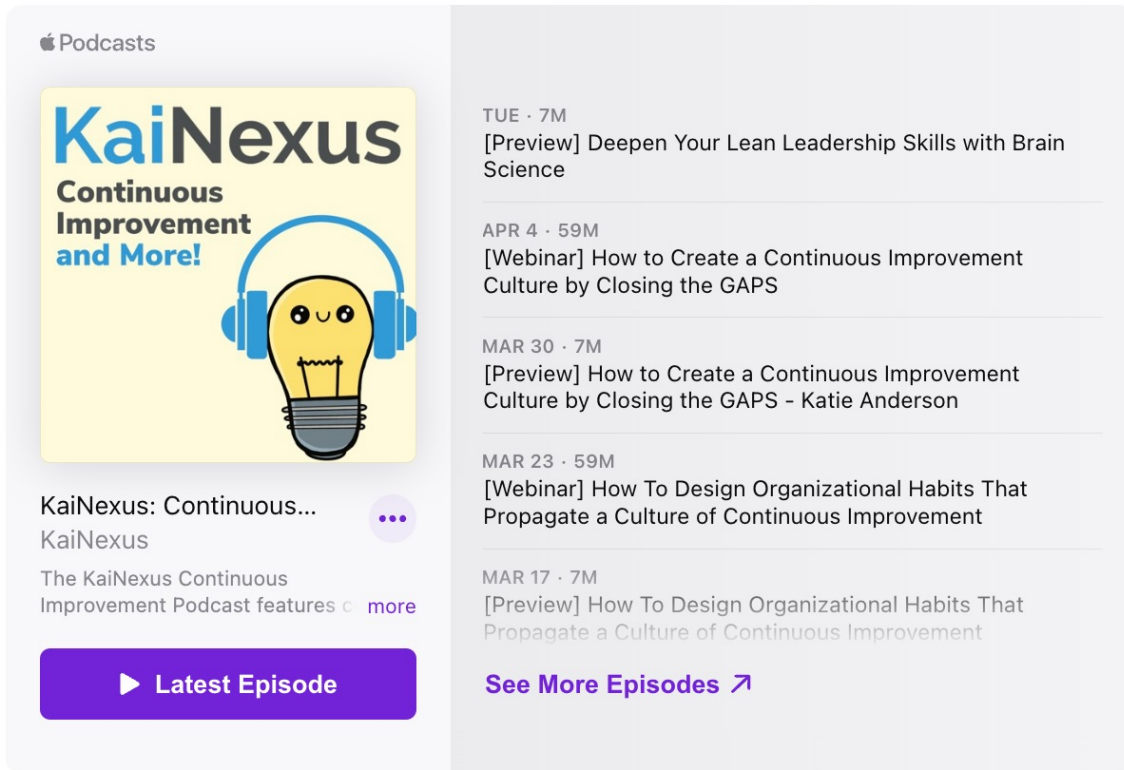 Podcasts
KaiNexus
Continuous
Improvement
and More!
KaiNexus: Continuous...
KaiNexus
The KaiNexus Continuous
Improvement Podcast features
more
Latest Episode
TUE · 7M
[Preview] Deepen Your Lean Leadership Skills with Brain
Science
APR 4 · 59M
[Webinar] How to Create a Continuous Improvement
Culture by Closing the GAPS
MAR 30 · 7M
[Preview] How to Create a Continuous Improvement
Culture by Closing the GAPS - Katie Anderson
MAR 23 · 59M
[Webinar] How To Design Organizational Habits That
Propagate a Culture of Continuous Improvement
MAR 17 · 7M
[Preview] How To Design Organizational Habits That
Propagate a Culture of Continuous Improvement
See More Episodes